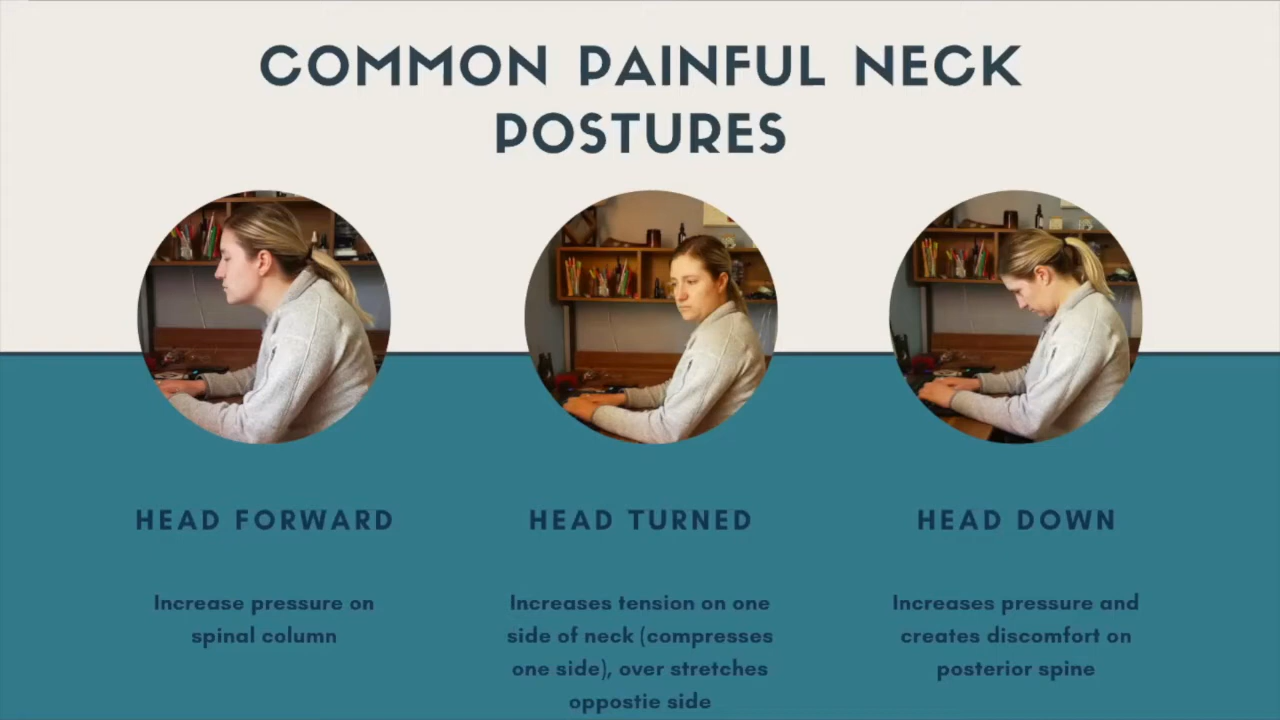 COMMON PAINFUL NECK
POSTURES
HEAD FORWARD
Increase pressure on
spinal column
HEAD TURNED
Increases tension on one
side of neck (compresses
one side), over stretches
oppostie side
HEAD DOWN
Increases pressure and
creates discomfort on
posterior spine